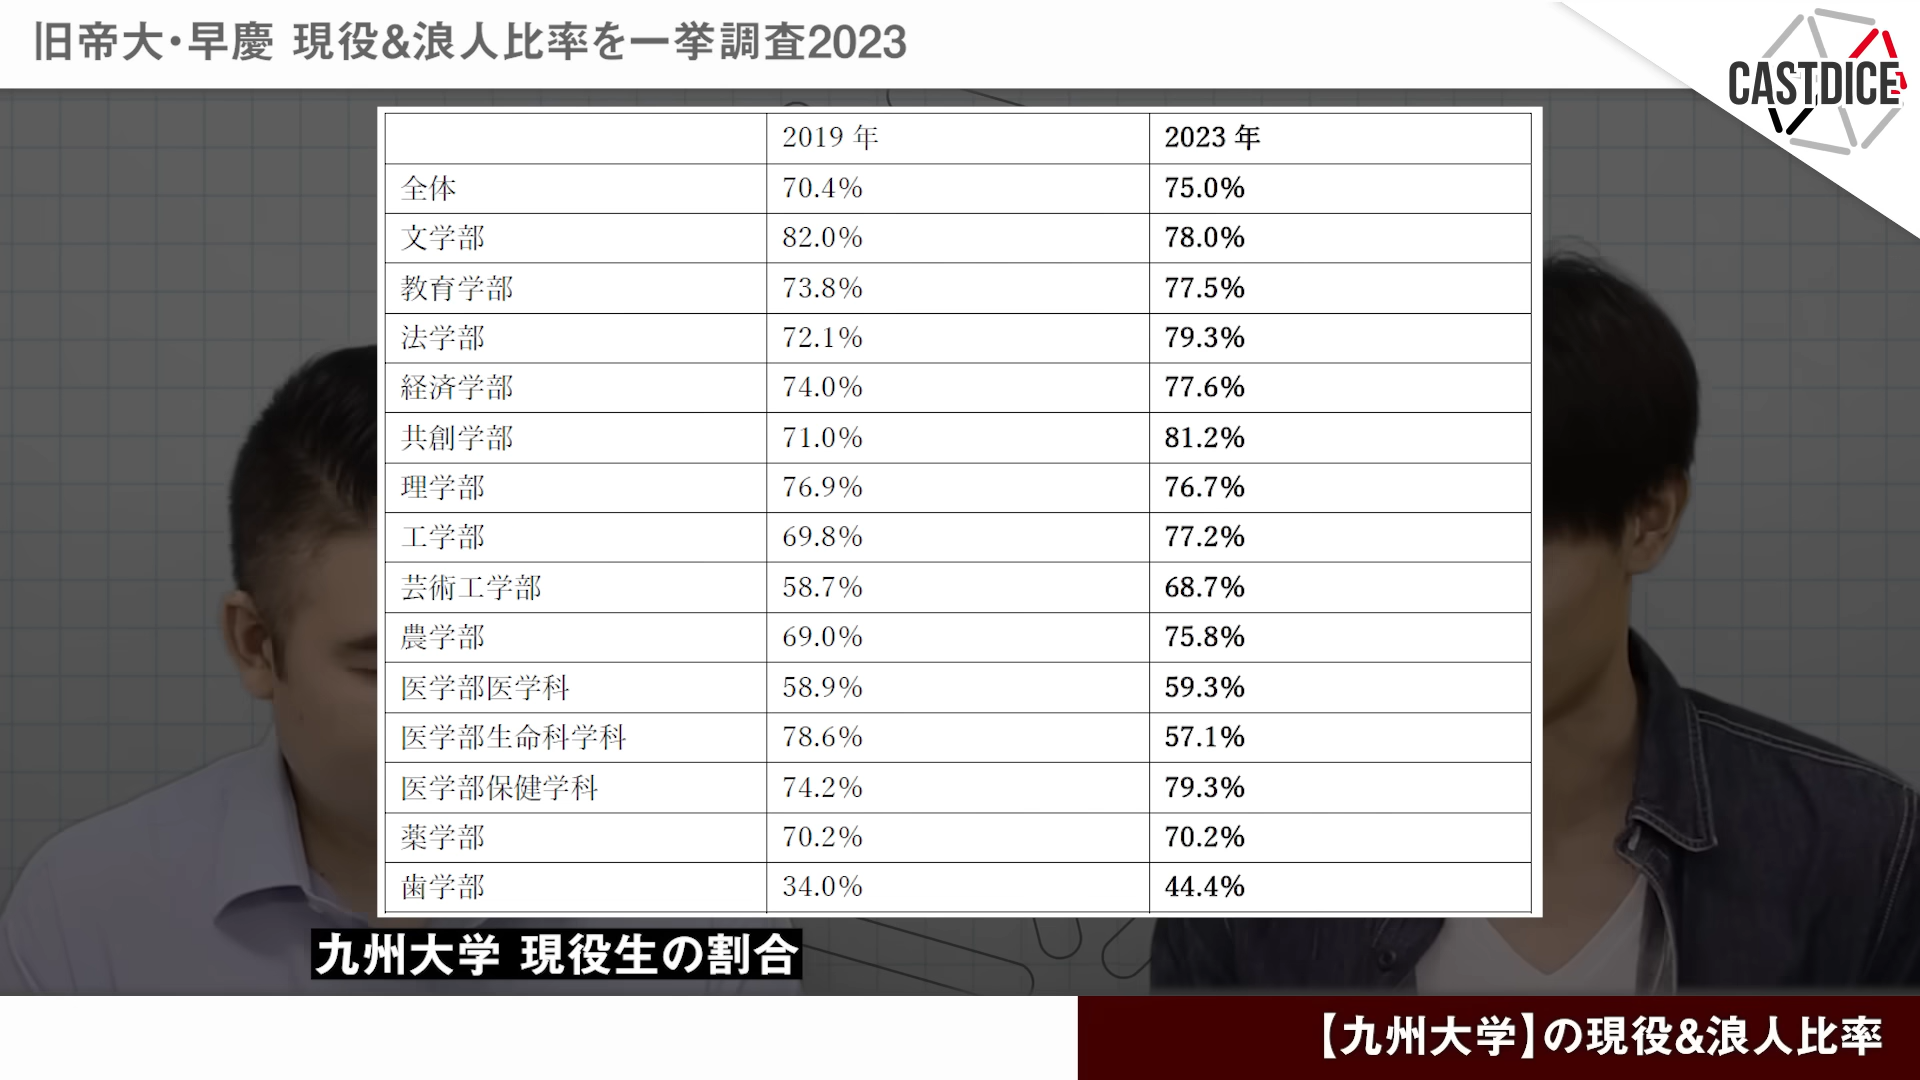 旧帝大・早慶 現役&浪人比率を一挙調査2023
CASTDICE
2019 年 2023 年
全体 70.4% 75.0%
文学部 82.0% 78.0%
教育学部 73.8% 77.5%
法学部 72.1% 79.3%
経済学部 74.0% 77.6%
共創学部 71.0% 81.2%
理学部 76.9% 76.7%
工学部 69.8% 77.2%
芸術工学部 58.7% 68.7%
農学部 69.0% 75.8%
医学部医学科 58.9% 59.3%
医学部生命科学科 78.6% 57.1%
医学部保健学科 74.2% 79.3%
薬学部 70.2% 70.2%
歯学部 34.0% 44.4%
九州大学 現役生の割合
【九州大学】の現役&浪人比率